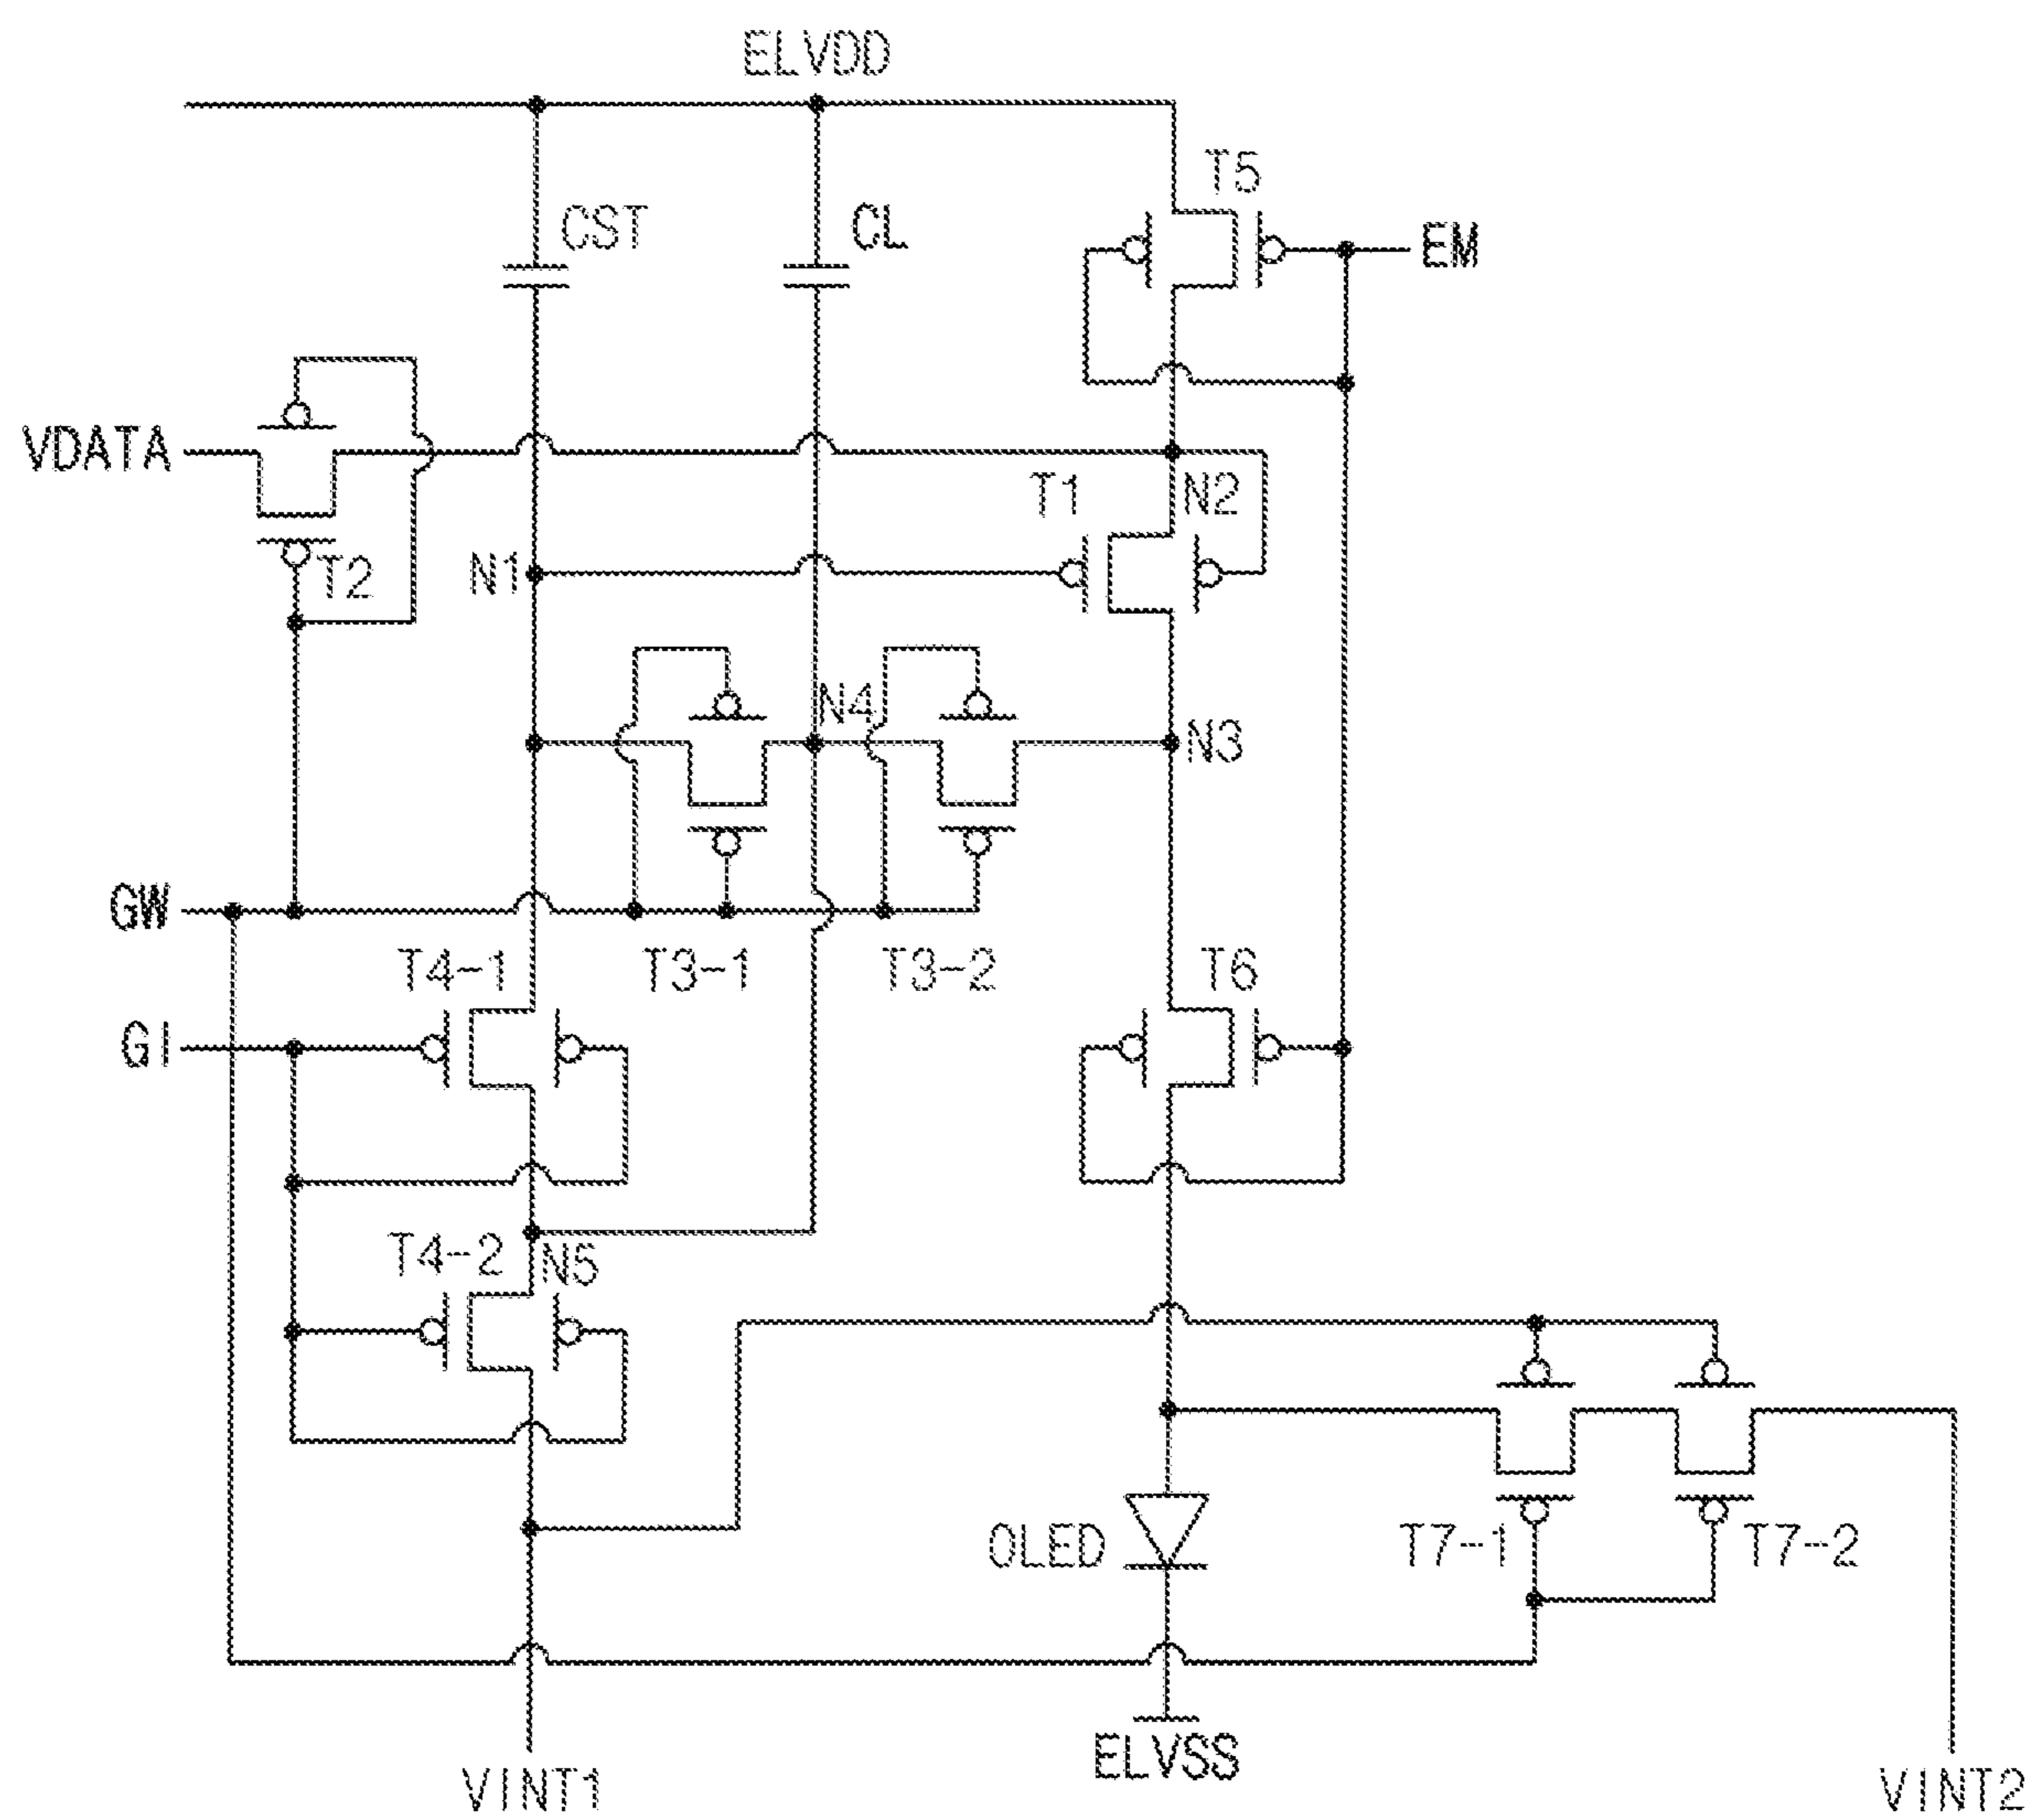 ELVDD
T5
CST
CL
EM
VDATA
T1
N2
N1
T2
N4
N3
GW
T4-1
T3-1
T3-2
T6
GI
T4-2
N5
OLED
T7-1
T7-2
ELVSS
VINT1
VINT2